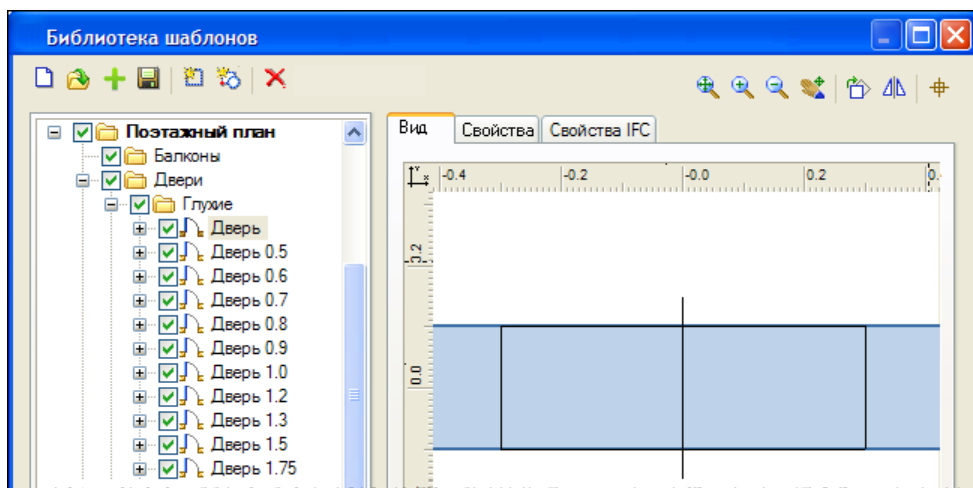 Библиотека шаблонов
Вид Свойства Свойства IFC
Поэтажный план
Балконы
Двери
Глухие
Дверь
Дверь 0.5
Дверь 0.6
Дверь 0.7
Дверь 0.8
Дверь 0.9
Дверь 1.0
Дверь 1.2
Дверь 1.3
Дверь 1.5
Дверь 1.75
Y X -0.4 -0.2 -0.0 0.2 0.
0.2
0.0